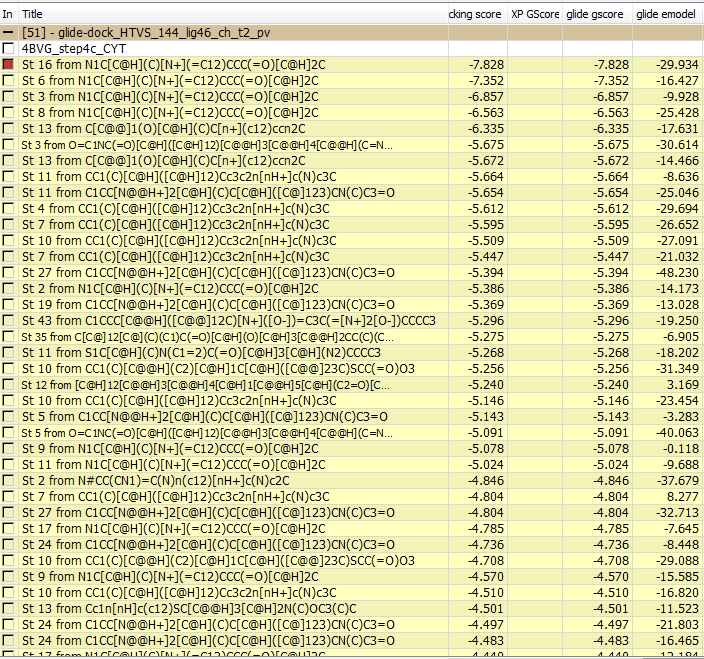 In Title cking score XP GScore glide gscore glide emodel
[51] - glide-dock_HTVS_144_lig46_ch_t2_pv
4BVG_step4c_CYT
St 16 from N1C[C@H](C)[N+](=C12)CCC(=O)[C@H]2C -7.828 -7.828 -29.934
St 6 from N1C[C@H](C)[N+](=C12)CCC(=O)[C@H]2C -7.352 -7.352 -16.427
St 3 from N1C[C@H](C)[N+](=C12)CCC(=O)[C@H]2C -6.857 -6.857 -9.928
St 8 from N1C[C@H](C)[N+](=C12)CCC(=O)[C@H]2C -6.563 -6.563 -25.428
St 13 from C[C@@]1(O)[C@H](C)C[n+](c12)ccn2C -6.335 -6.335 -17.631
St 3 from O=C1NC(=O)[C@H]([C@H]12)[C@@H]3[C@@H]4[C@@H](C=N... -5.675 -5.675 -30.614
St 13 from C[C@@]1(O)[C@H](C)C[n+](c12)ccn2C -5.672 -5.672 -14.466
St 11 from CC1(C)[C@H]([C@H]12)Cc3c2n[nH+]c(N)c3C -5.664 -5.664 -8.636
St 11 from C1CC[N@@H+]2[C@H](C)C[C@H]([C@]123)CN(C)C3=O -5.654 -5.654 -25.046
St 4 from CC1(C)[C@H]([C@H]12)Cc3c2n[nH+]c(N)c3C -5.612 -5.612 -29.694
St 7 from CC1(C)[C@H]([C@H]12)Cc3c2n[nH+]c(N)c3C -5.595 -5.595 -26.652
St 10 from CC1(C)[C@H]([C@H]12)Cc3c2n[nH+]c(N)c3C -5.509 -5.509 -27.091
St 7 from CC1(C)[C@H]([C@H]12)Cc3c2n[nH+]c(N)c3C -5.447 -5.447 -21.032
St 27 from C1CC[N@@H+]2[C@H](C)C[C@H]([C@]123)CN(C)C3=O -5.394 -5.394 -48.230
St 2 from N1C[C@H](C)[N+](=C12)CCC(=O)[C@H]2C -5.386 -5.386 -14.173
St 19 from C1CC[N@@H+]2[C@H](C)C[C@H]([C@]123)CN(C)C3=O -5.369 -5.369 -13.028
St 43 from C1CCC[C@@H]([C@@]12C)[N+]([O-])=C3C(=[N+]2[O-])CCCC3 -5.296 -5.296 -19.250
St 35 from C[C@]12[C@](C)(C1)C(=O)[C@H](O)[C@H]3[C@@H]2CC(C)(C... -5.275 -5.275 -6.905
St 11 from S1C[C@H](C)N(C1=2)C(=O)[C@H]3[C@@H](N2)CCCC3 -5.268 -5.268 -18.202
St 10 from CC1(C)[C@@H](C2)[C@H]1C[C@H]([C@@]23C)SCC(=O)O3 -5.256 -5.256 -31.349
St 12 from [C@H]12[C@@H]3[C@@H]4[C@H]1[C@@H]5[C@H](C2=O)[C... -5.240 -5.240 3.169
St 10 from CC1(C)[C@H]([C@H]12)Cc3c2n[nH+]c(N)c3C -5.146 -5.146 -23.454
St 5 from C1CC[N@@H+]2[C@H](C)C[C@H]([C@]123)CN(C)C3=O -5.143 -5.143 -3.283
St 5 from O=C1NC(=O)[C@H]([C@H]12)[C@@H]3[C@@H]4[C@@H](C=N... -5.091 -5.091 -40.063
St 9 from N1C[C@H](C)[N+](=C12)CCC(=O)[C@H]2C -5.078 -5.078 -0.118
St 11 from N1C[C@H](C)[N+](=C12)CCC(=O)[C@H]2C -5.024 -5.024 -9.688
St 2 from N#CC(CN1)=C(N)n(c12)[nH+]c(N)c2C -4.846 -4.846 -37.679
St 7 from CC1(C)[C@H]([C@H]12)Cc3c2n[nH+]c(N)c3C -4.804 -4.804 8.277
St 27 from C1CC[N@@H+]2[C@H](C)C[C@H]([C@]123)CN(C)C3=O -4.804 -4.804 -32.713
St 17 from N1C[C@H](C)[N+](=C12)CCC(=O)[C@H]2C -4.785 -4.785 -7.645
St 24 from C1CC[N@@H+]2[C@H](C)C[C@H]([C@]123)CN(C)C3=O -4.736 -4.736 -8.448
St 10 from CC1(C)[C@@H](C2)[C@H]1C[C@H]([C@@]23C)SCC(=O)O3 -4.708 -4.708 -29.088
St 9 from N1C[C@H](C)[N+](=C12)CCC(=O)[C@H]2C -4.570 -4.570 -15.585
St 10 from CC1(C)[C@H]([C@H]12)Cc3c2n[nH+]c(N)c3C -4.510 -4.510 -16.820
St 13 from Cc1n[nH]c(c12)SC[C@@H]3[C@H]2N(C)OC3(C)C -4.501 -4.501 -11.523
St 24 from C1CC[N@@H+]2[C@H](C)C[C@H]([C@]123)CN(C)C3=O -4.497 -4.497 -21.803
St 24 from C1CC[N@@H+]2[C@H](C)C[C@H]([C@]123)CN(C)C3=O -4.483 -4.483 -16.465
St 17 from N1C[C@H](C)[N+](=C12)CCC(=O)[C@H]2C